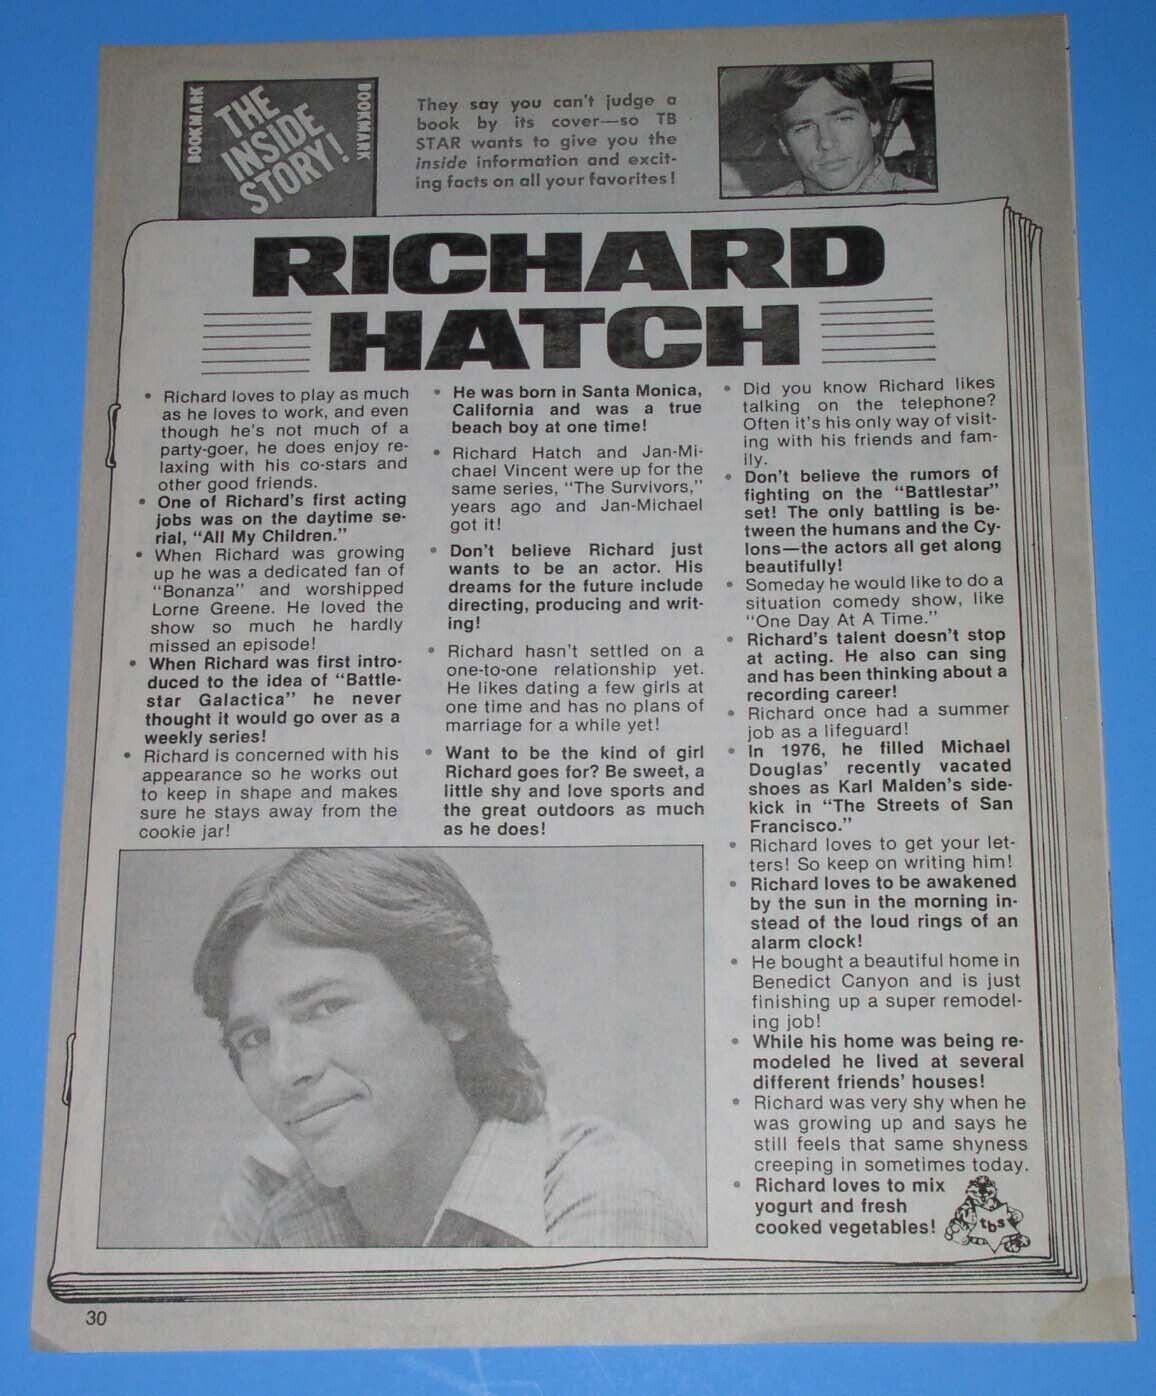 BOOKMARK
THE
INSIDE
STORY!
BOOKMARK
They say you can't judge a
book by its cover—so TB
STAR wants to give you the
inside information and excit-
ing facts on all your favorites!
RICHARD
HATCH
• Richard loves to play as much
as he loves to work, and even
though he's not much of a
party-goer, he does enjoy re-
laxing with his co-stars and
other good friends.
• One of Richard's first acting
jobs was on the daytime se-
rial, "All My Children."
• When Richard was growing
up he was a dedicated fan of
"Bonanza" and worshipped
Lorne Greene. He loved the
show so much he hardly
missed an episode!
• When Richard was first intro-
duced to the idea of "Battle-
star Galactica" he never
thought it would go over as a
weekly series!
• Richard is concerned with his
appearance so he works out
to keep in shape and makes
sure he stays away from the
cookie jar!
• He was born in Santa Monica,
California and was a true
beach boy at one time!
• Richard Hatch and Jan-Mi-
chael Vincent were up for the
same series, "The Survivors,"
years ago and Jan-Michael
got it!
• Don't believe Richard just
wants to be an actor. His
dreams for the future include
directing, producing and writ-
ing!
• Richard hasn't settled on a
one-to-one relationship yet.
He likes dating a few girls at
one time and has no plans of
marriage for a while yet!
• Want to be the kind of girl
Richard goes for? Be sweet, a
little shy and love sports and
the great outdoors as much
as he does!
• Did you know Richard likes
talking on the telephone?
Often it's his only way of visit-
ing with his friends and fam-
ily.
• Don't believe the rumors of
fighting on the "Battlestar"
set! The only battling is be-
tween the humans and the Cy-
lons—the actors all get along
beautifully!
• Someday he would like to do a
situation comedy show, like
"One Day At A Time."
• Richard's talent doesn't stop
at acting. He also can sing
and has been thinking about a
recording career!
• Richard once had a summer
job as a lifeguard!
• In 1976, he filled Michael
Douglas' recently vacated
shoes as Karl Malden's side-
kick in "The Streets of San
Francisco."
• Richard loves to get your let-
ters! So keep on writing him!
• Richard loves to be awakened
by the sun in the morning in-
stead of the loud rings of an
alarm clock!
• He bought a beautiful home in
Benedict Canyon and is just
finishing up a super remodel-
ing job!
• While his home was being re-
modeled he lived at several
different friends' houses!
• Richard was very shy when he
was growing up and says he
still feels that same shyness
creeping in sometimes today.
• Richard loves to mix
yogurt and fresh
cooked vegetables!
tbs
30